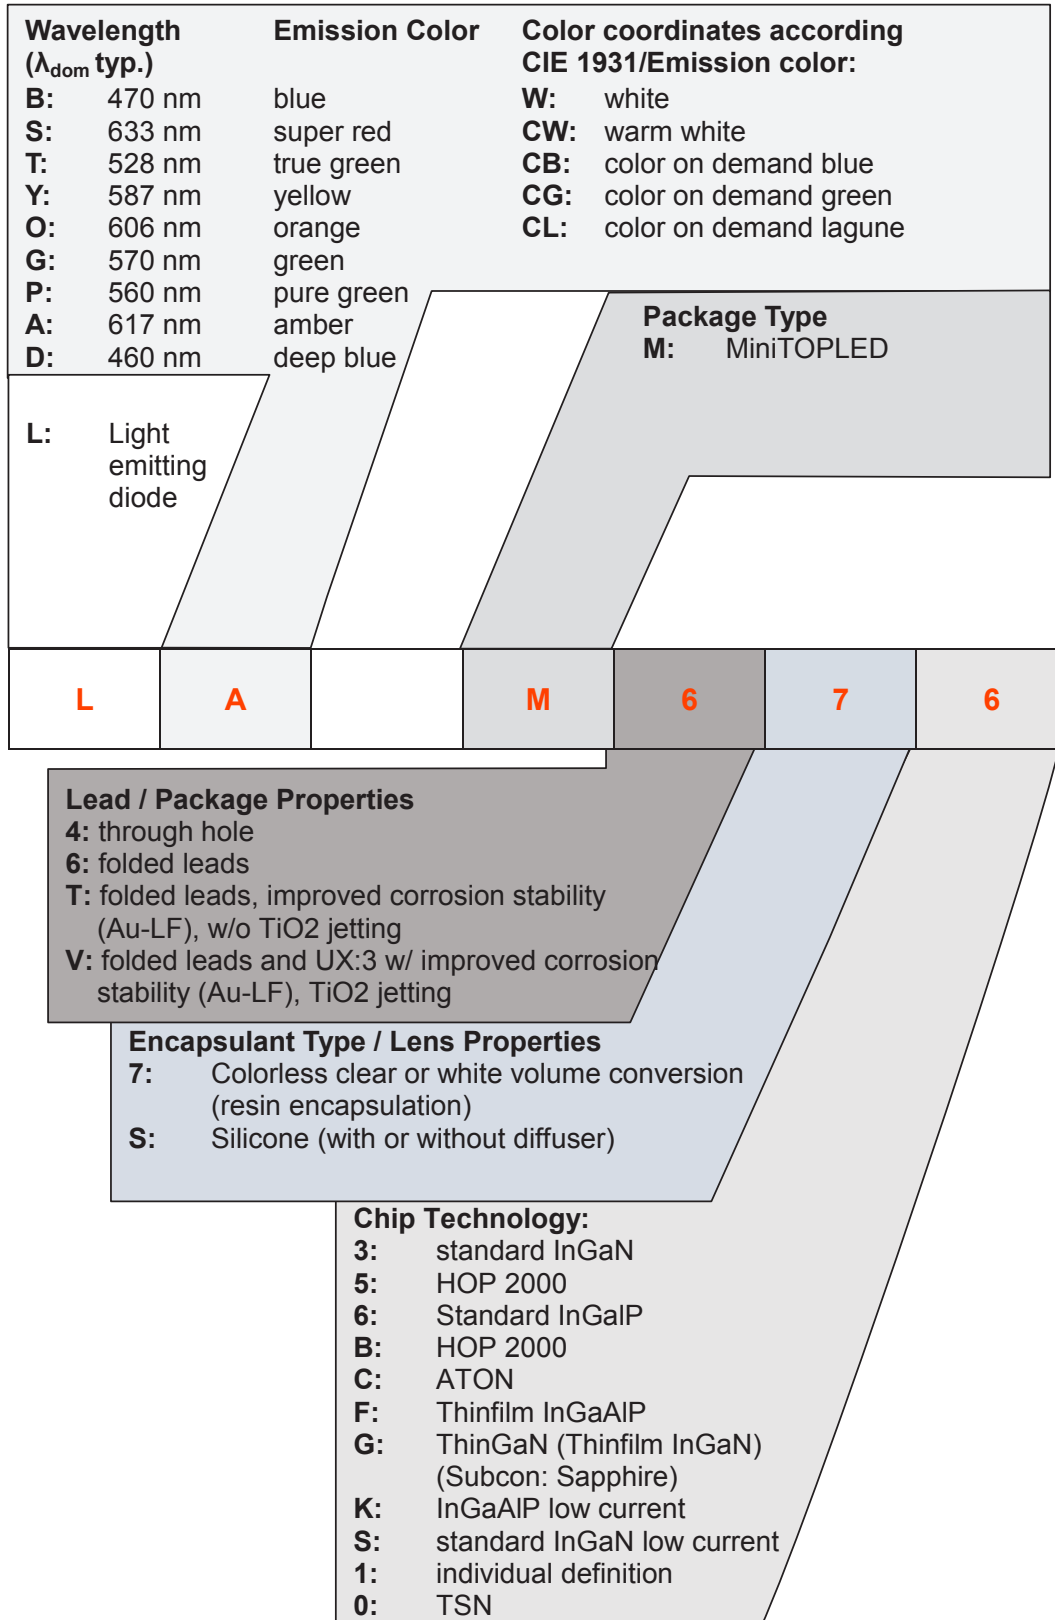 Wavelength Emission Color Color coordinates according
(λdom typ.) CIE 1931/Emission color:
B: 470 nm blue W: white
S: 633 nm super red CW: warm white
T: 528 nm true green CB: color on demand blue
Y: 587 nm yellow CG: color on demand green
O: 606 nm orange CL: color on demand lagune
G: 570 nm green
P: 560 nm pure green
A: 617 nm amber
D: 460 nm deep blue
Package Type
M: MiniTOPLED
L: Light
emitting
diode
L A M 6 7 6
Lead / Package Properties
4: through hole
6: folded leads
T: folded leads, improved corrosion stability
(Au-LF), w/o TiO2 jetting
V: folded leads and UX:3 w/ improved corrosion
stability (Au-LF), TiO2 jetting
Encapsulant Type / Lens Properties
7: Colorless clear or white volume conversion
(resin encapsulation)
S: Silicone (with or without diffuser)
Chip Technology:
3: standard InGaN
5: HOP 2000
6: Standard InGalP
B: HOP 2000
C: ATON
F: Thinfilm InGaAlP
G: ThinGaN (Thinfilm InGaN)
(Subcon: Sapphire)
K: InGaAlP low current
S: standard InGaN low current
1: individual definition
0: TSN